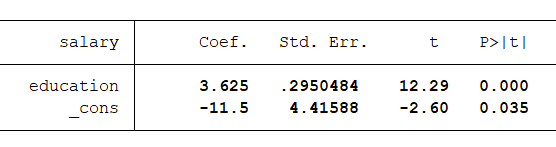 salary Coef. Std. Err. t P>|t|
education 3.625 .2950484 12.29 0.000
_cons -11.5 4.41588 -2.60 0.035